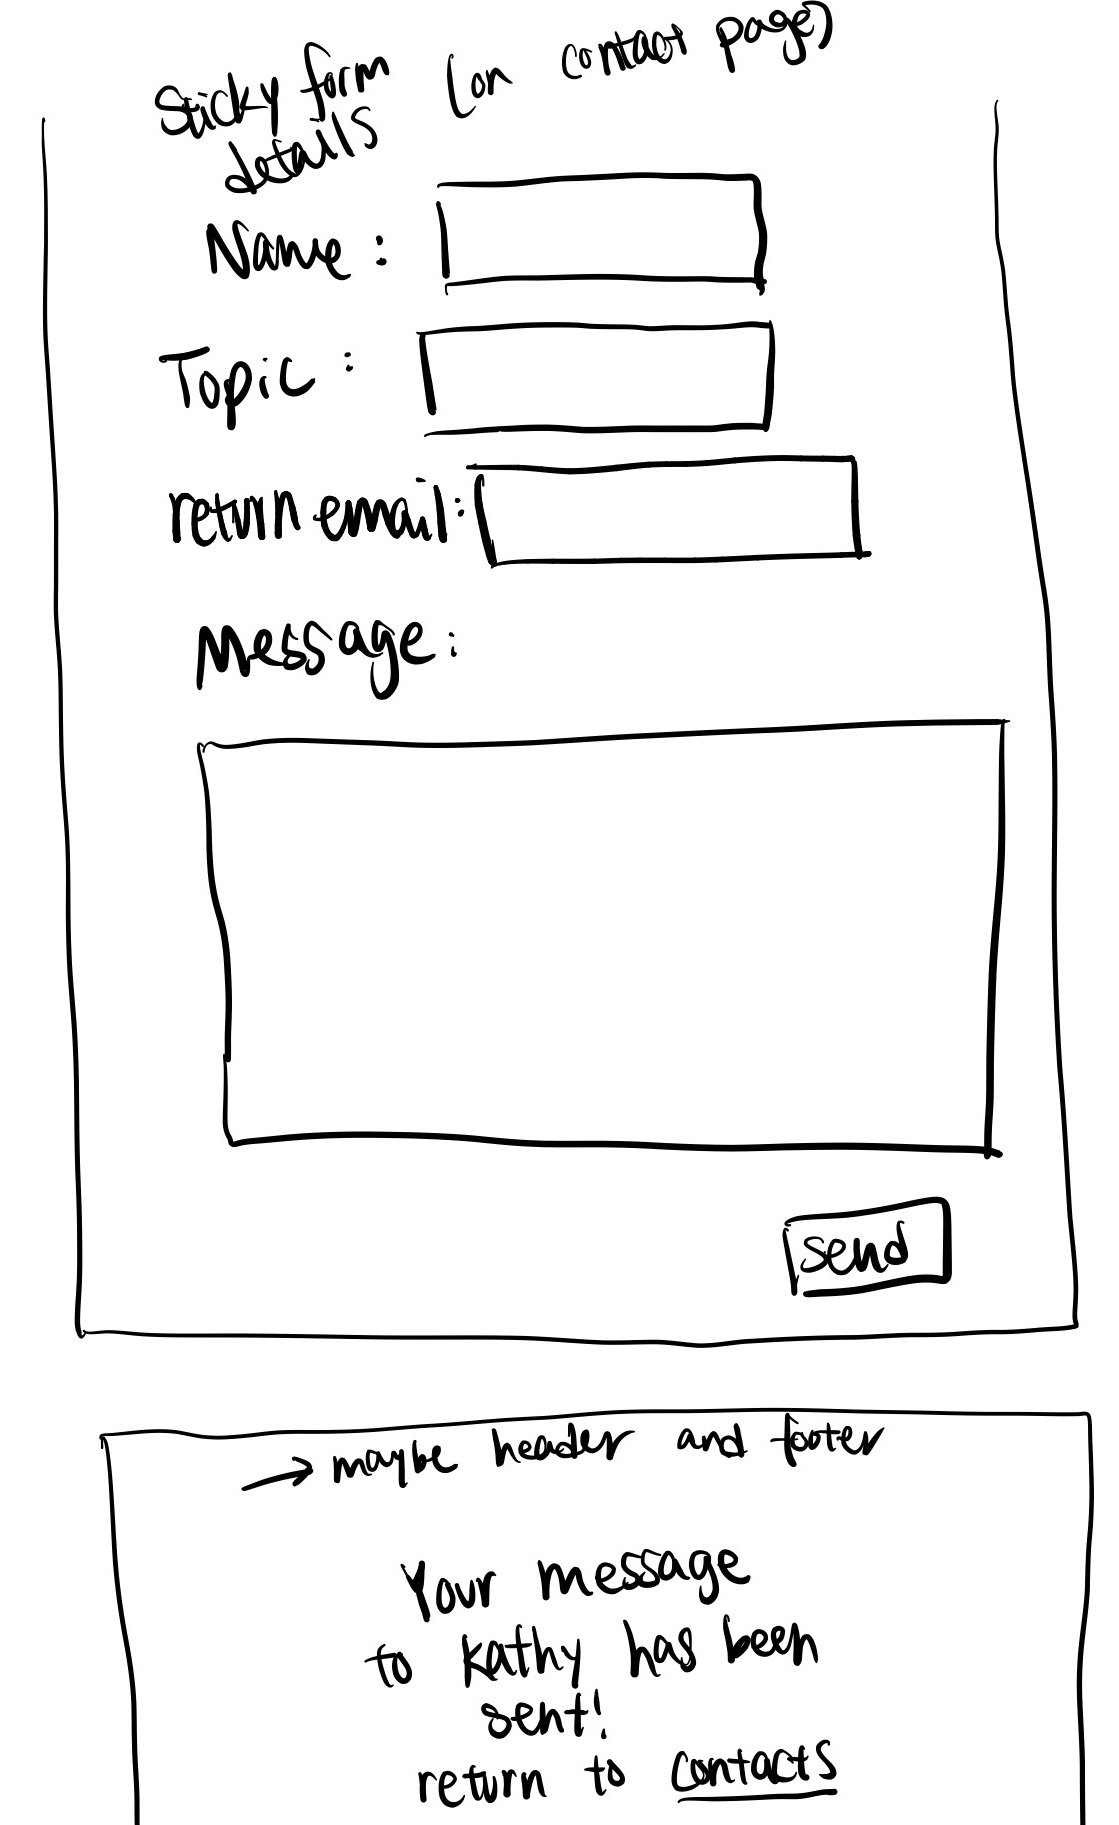 Sticky form (on contact page)
details
Name :
Topic :
return email:
Message:
send
→ maybe header and footer
Your message
to Kathy has been
sent!
return to contacts